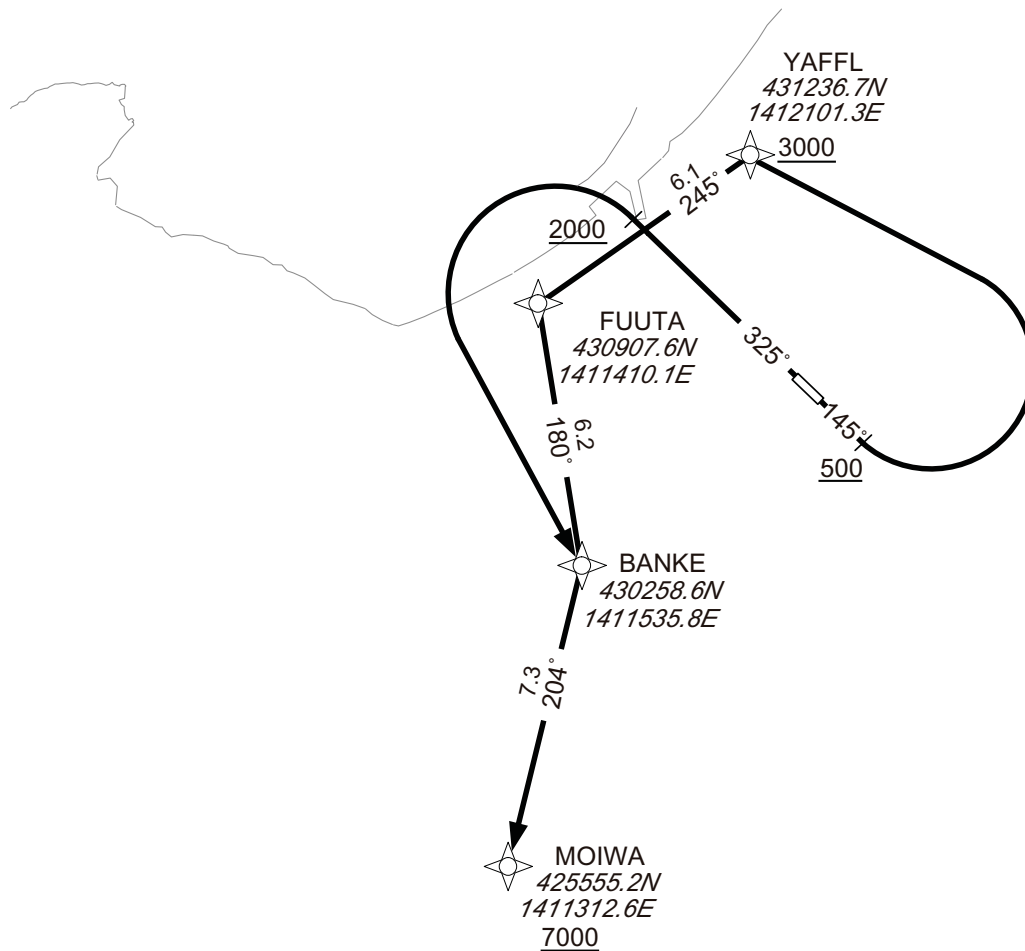 YAFFL
431236.7N
1412101.3E
3000
6.1
245°
2000
FUUTA
430907.6N
1411410.1E
325°
145°
500
6.2
180°
BANKE
430258.6N
1411535.8E
7.3
204°
MOIWA
425555.2N
1411312.6E
7000